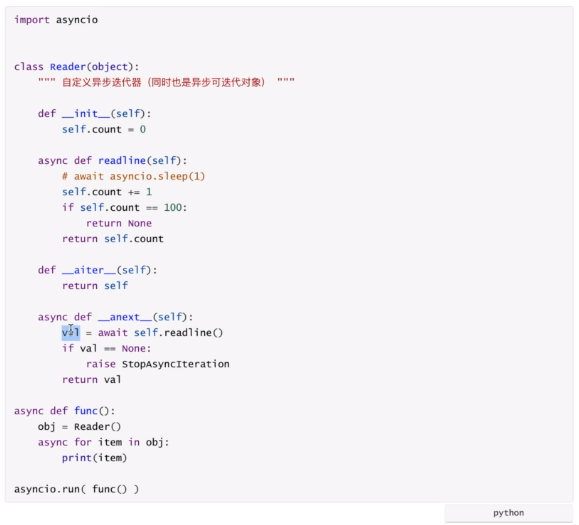 import asyncio
class Reader(object):
    """ 自定义异步迭代器（同时也是异步可迭代对象） """
    def __init__(self):
        self.count = 0
    async def readline(self):
        # await asyncio.sleep(1)
        self.count += 1
        if self.count == 100:
            return None
        return self.count
    def __aiter__(self):
        return self
    async def __anext__(self):
        val = await self.readline()
        if val == None:
            raise StopAsyncIteration
        return val
async def func():
    obj = Reader()
    async for item in obj:
        print(item)
asyncio.run( func() )
python